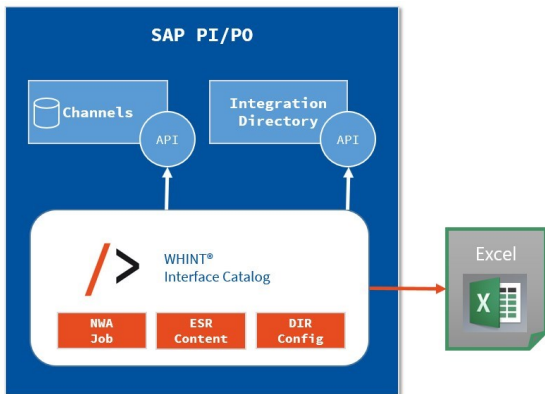 SAP PI/PO
Channels
API
Integration
Directory
API
/>
WHINT®
Interface Catalog
NWA
Job
ESR
Content
DIR
Config
Excel
X